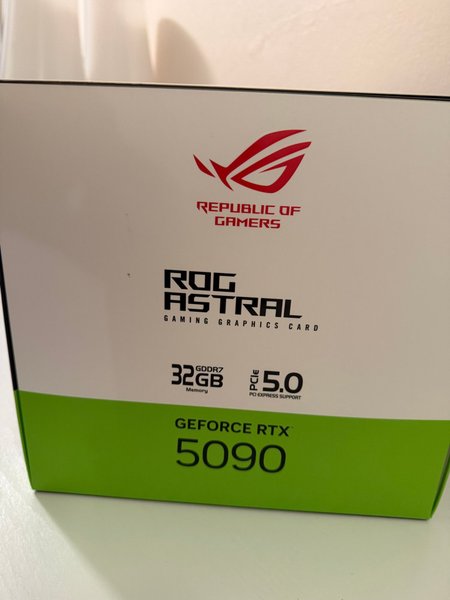 REPUBLIC OF
GAMERS
ROG
ASTRAL
GAMING GRAPHICS CARD
32GB GDDR7
Memory
PCIe 5.0
PCI EXPRESS SUPPORT
GEFORCE RTX
5090